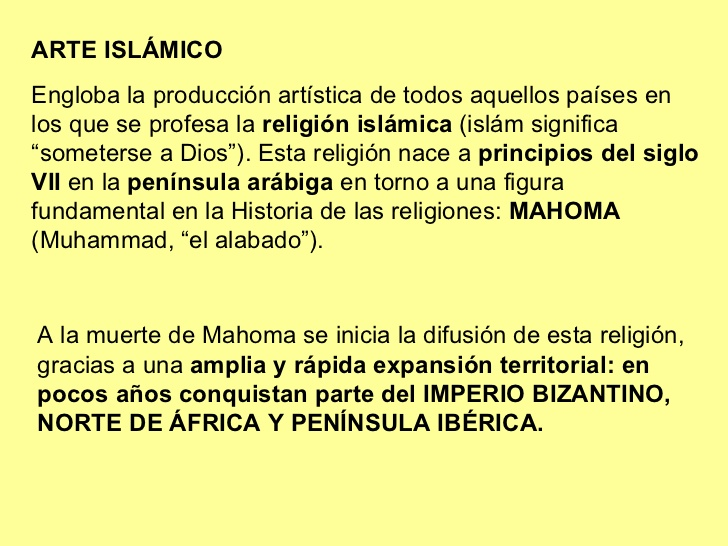 ARTE ISLÁMICO
Engloba la producción artística de todos aquellos países en
los que se profesa la religión islámica (islám significa
“someterse a Dios”). Esta religión nace a principios del siglo
VII en la península arábiga en torno a una figura
fundamental en la Historia de las religiones: MAHOMA
(Muhammad, “el alabado”).
A la muerte de Mahoma se inicia la difusión de esta religión,
gracias a una amplia y rápida expansión territorial: en
pocos años conquistan parte del IMPERIO BIZANTINO,
NORTE DE ÁFRICA Y PENÍNSULA IBÉRICA.